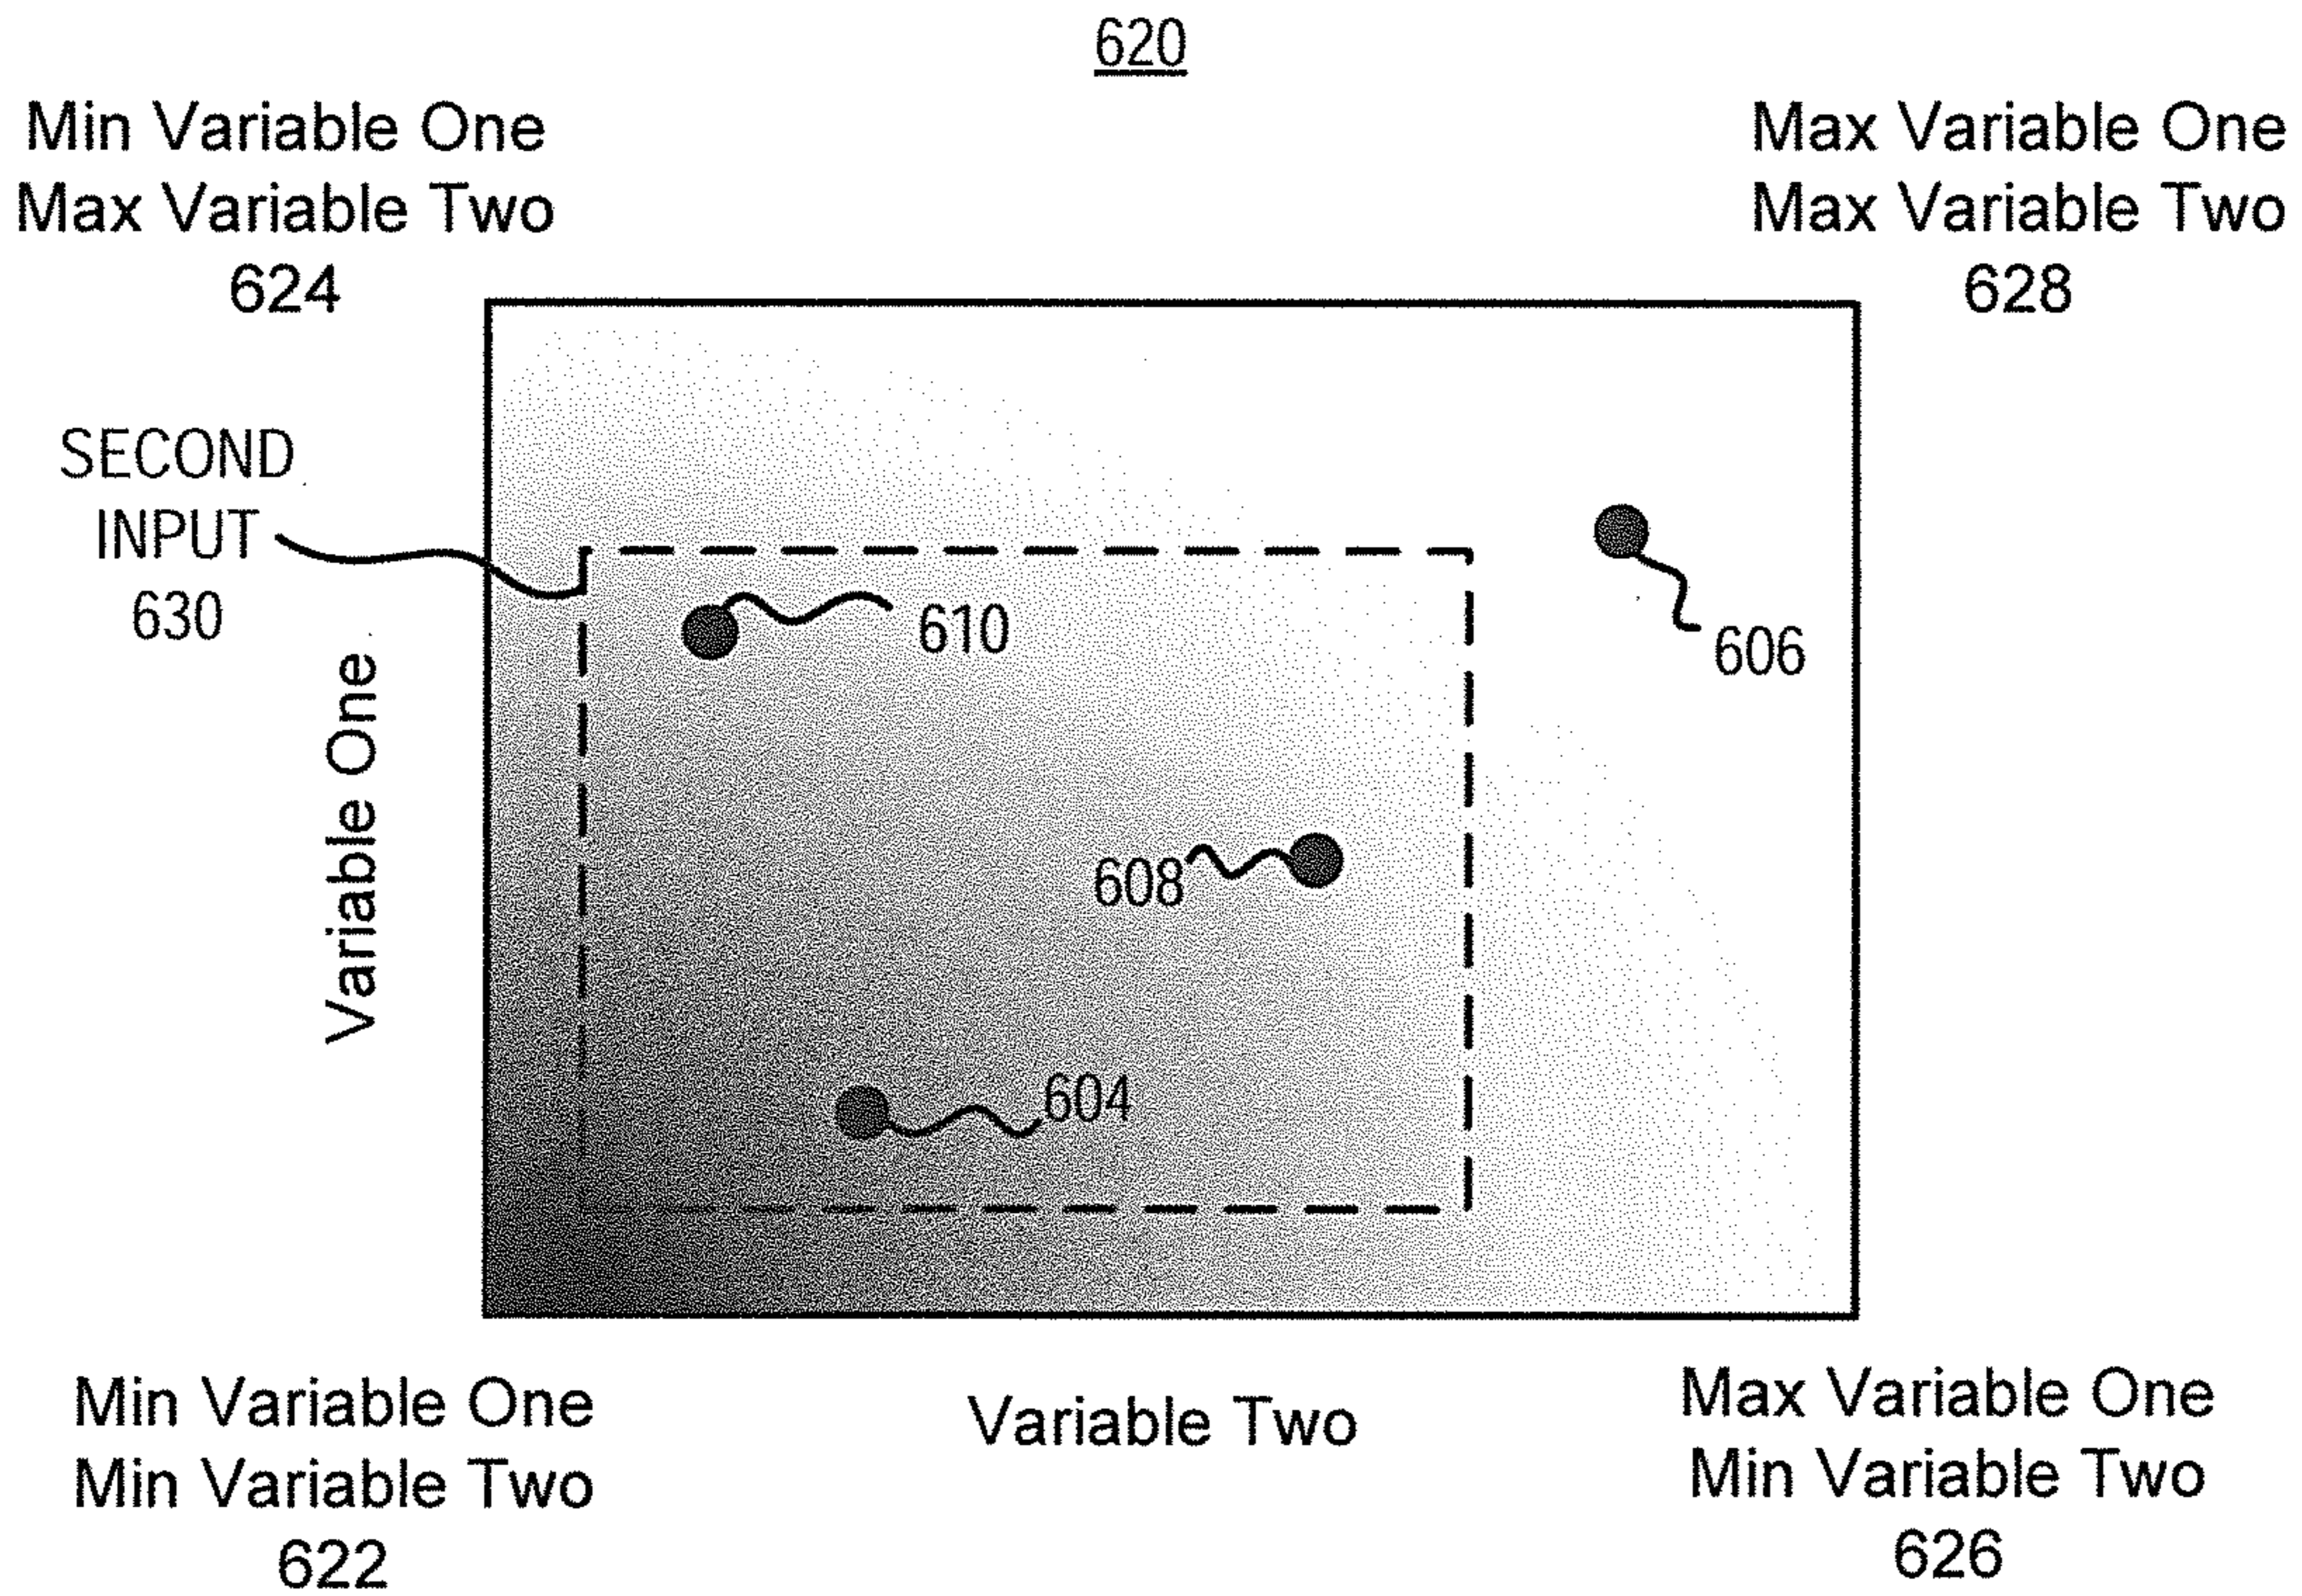 620
Min Variable One
Max Variable Two
624
Max Variable One
Max Variable Two
628
SECOND
INPUT
630
610
606
Variable One
608
604
Min Variable One
Min Variable Two
622
Variable Two
Max Variable One
Min Variable Two
626